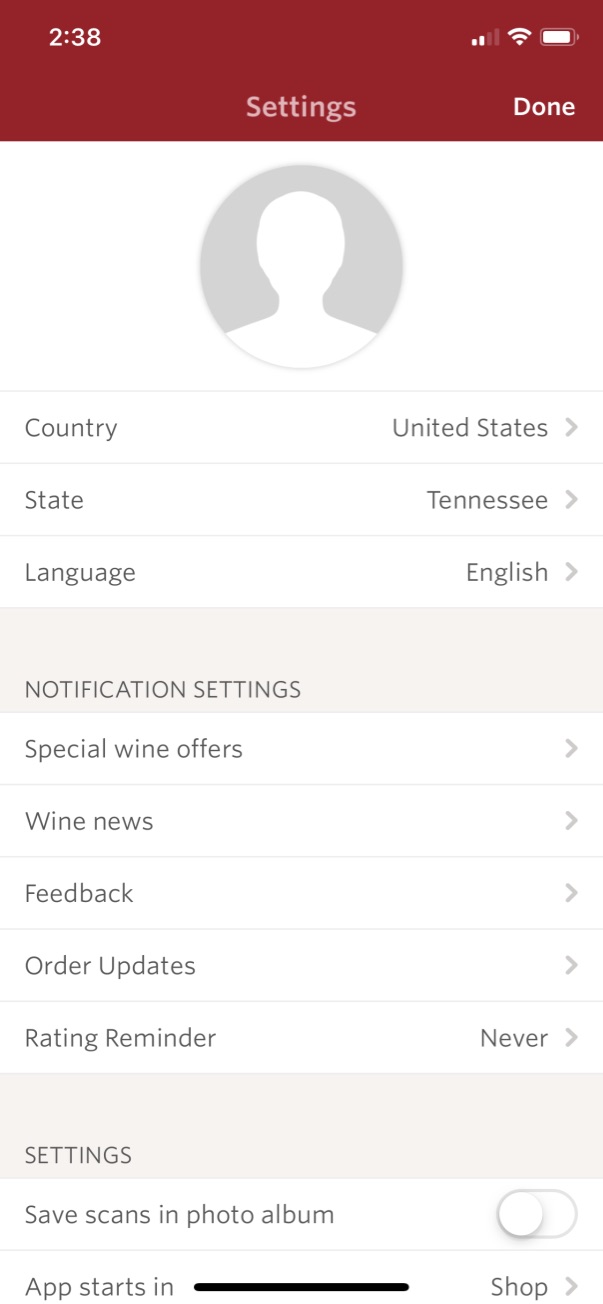 2:38
Settings Done
Country United States
State Tennessee
Language English
NOTIFICATION SETTINGS
Special wine offers
Wine news
Feedback
Order Updates
Rating Reminder Never
SETTINGS
Save scans in photo album
App starts in Shop